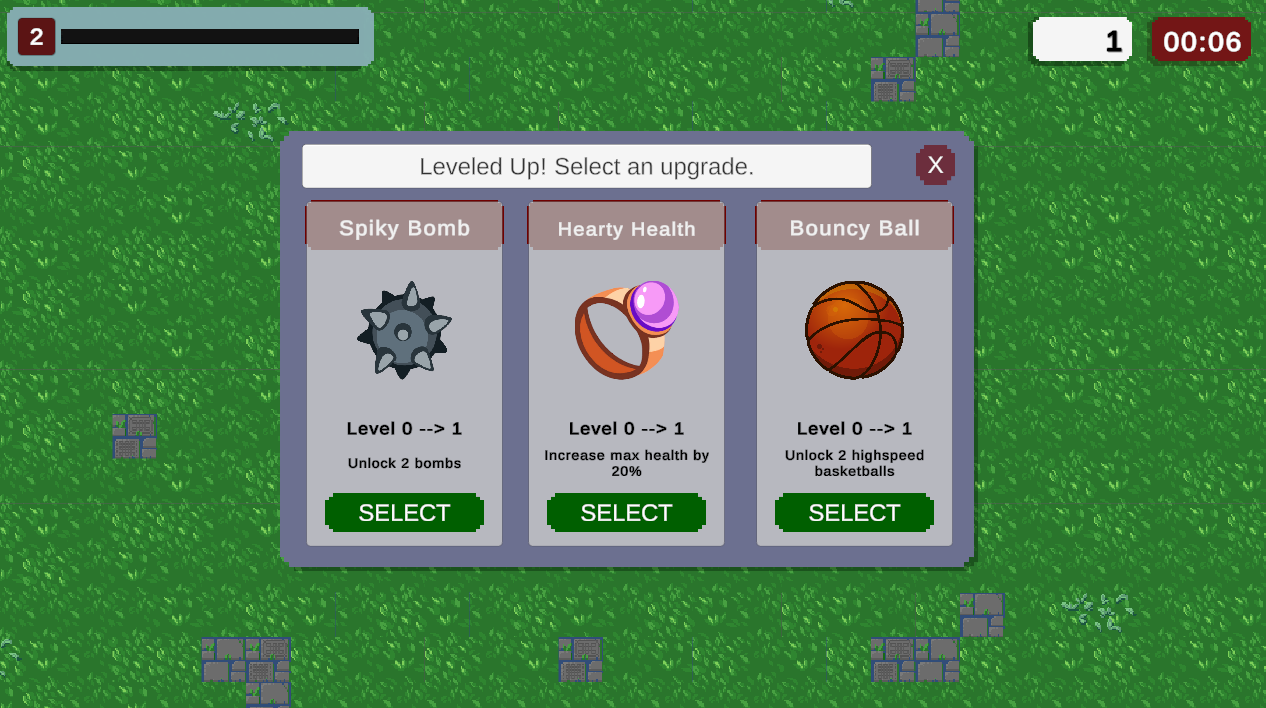 2
1
00:06
Leveled Up! Select an upgrade.
X
Spiky Bomb
Level 0 --> 1
Unlock 2 bombs
SELECT
Hearty Health
Level 0 --> 1
Increase max health by
20%
SELECT
Bouncy Ball
Level 0 --> 1
Unlock 2 highspeed
basketballs
SELECT